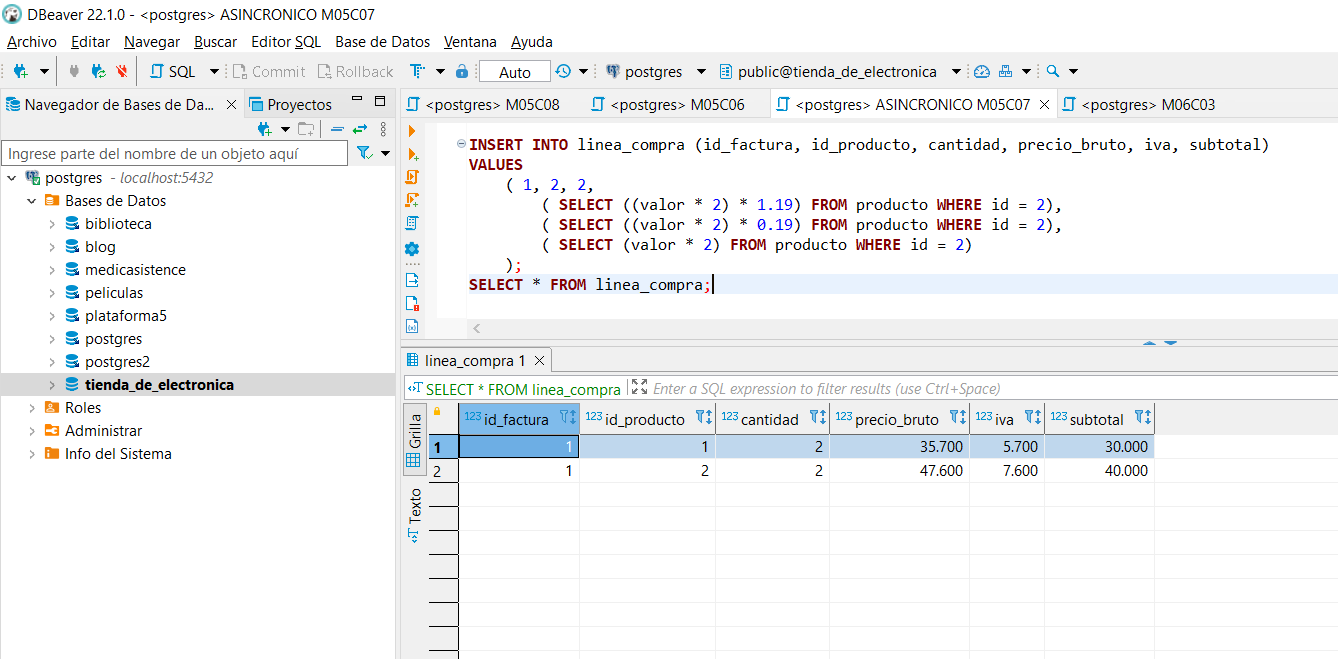 DBeaver 22.1.0 - <postgres> ASINCRONICO M05C07
Archivo Editar Navegar Buscar Editor SQL Base de Datos Ventana Ayuda
SQL Commit Rollback Auto postgres public@tienda_de_electronica
Navegador de Bases de Da... Proyectos
Ingrese parte del nombre de un objeto aquí
postgres - localhost:5432
Bases de Datos
biblioteca
blog
medicasistence
peliculas
plataforma5
postgres
postgres2
tienda_de_electronica
Roles
Administrar
Info del Sistema
<postgres> M05C08 <postgres> M05C06 <postgres> ASINCRONICO M05C07 <postgres> M06C03
INSERT INTO linea_compra (id_factura, id_producto, cantidad, precio_bruto, iva, subtotal)
VALUES
( 1, 2, 2,
( SELECT ((valor * 2) * 1.19) FROM producto WHERE id = 2),
( SELECT ((valor * 2) * 0.19) FROM producto WHERE id = 2),
( SELECT (valor * 2) FROM producto WHERE id = 2)
);
SELECT * FROM linea_compra;
linea_compra 1
SELECT * FROM linea_compra Enter a SQL expression to filter results (use Ctrl+Space)
Grilla
Texto
123 id_factura 123 id_producto 123 cantidad 123 precio_bruto 123 iva 123 subtotal
1 1 1 2 35.700 5.700 30.000
2 1 2 2 47.600 7.600 40.000